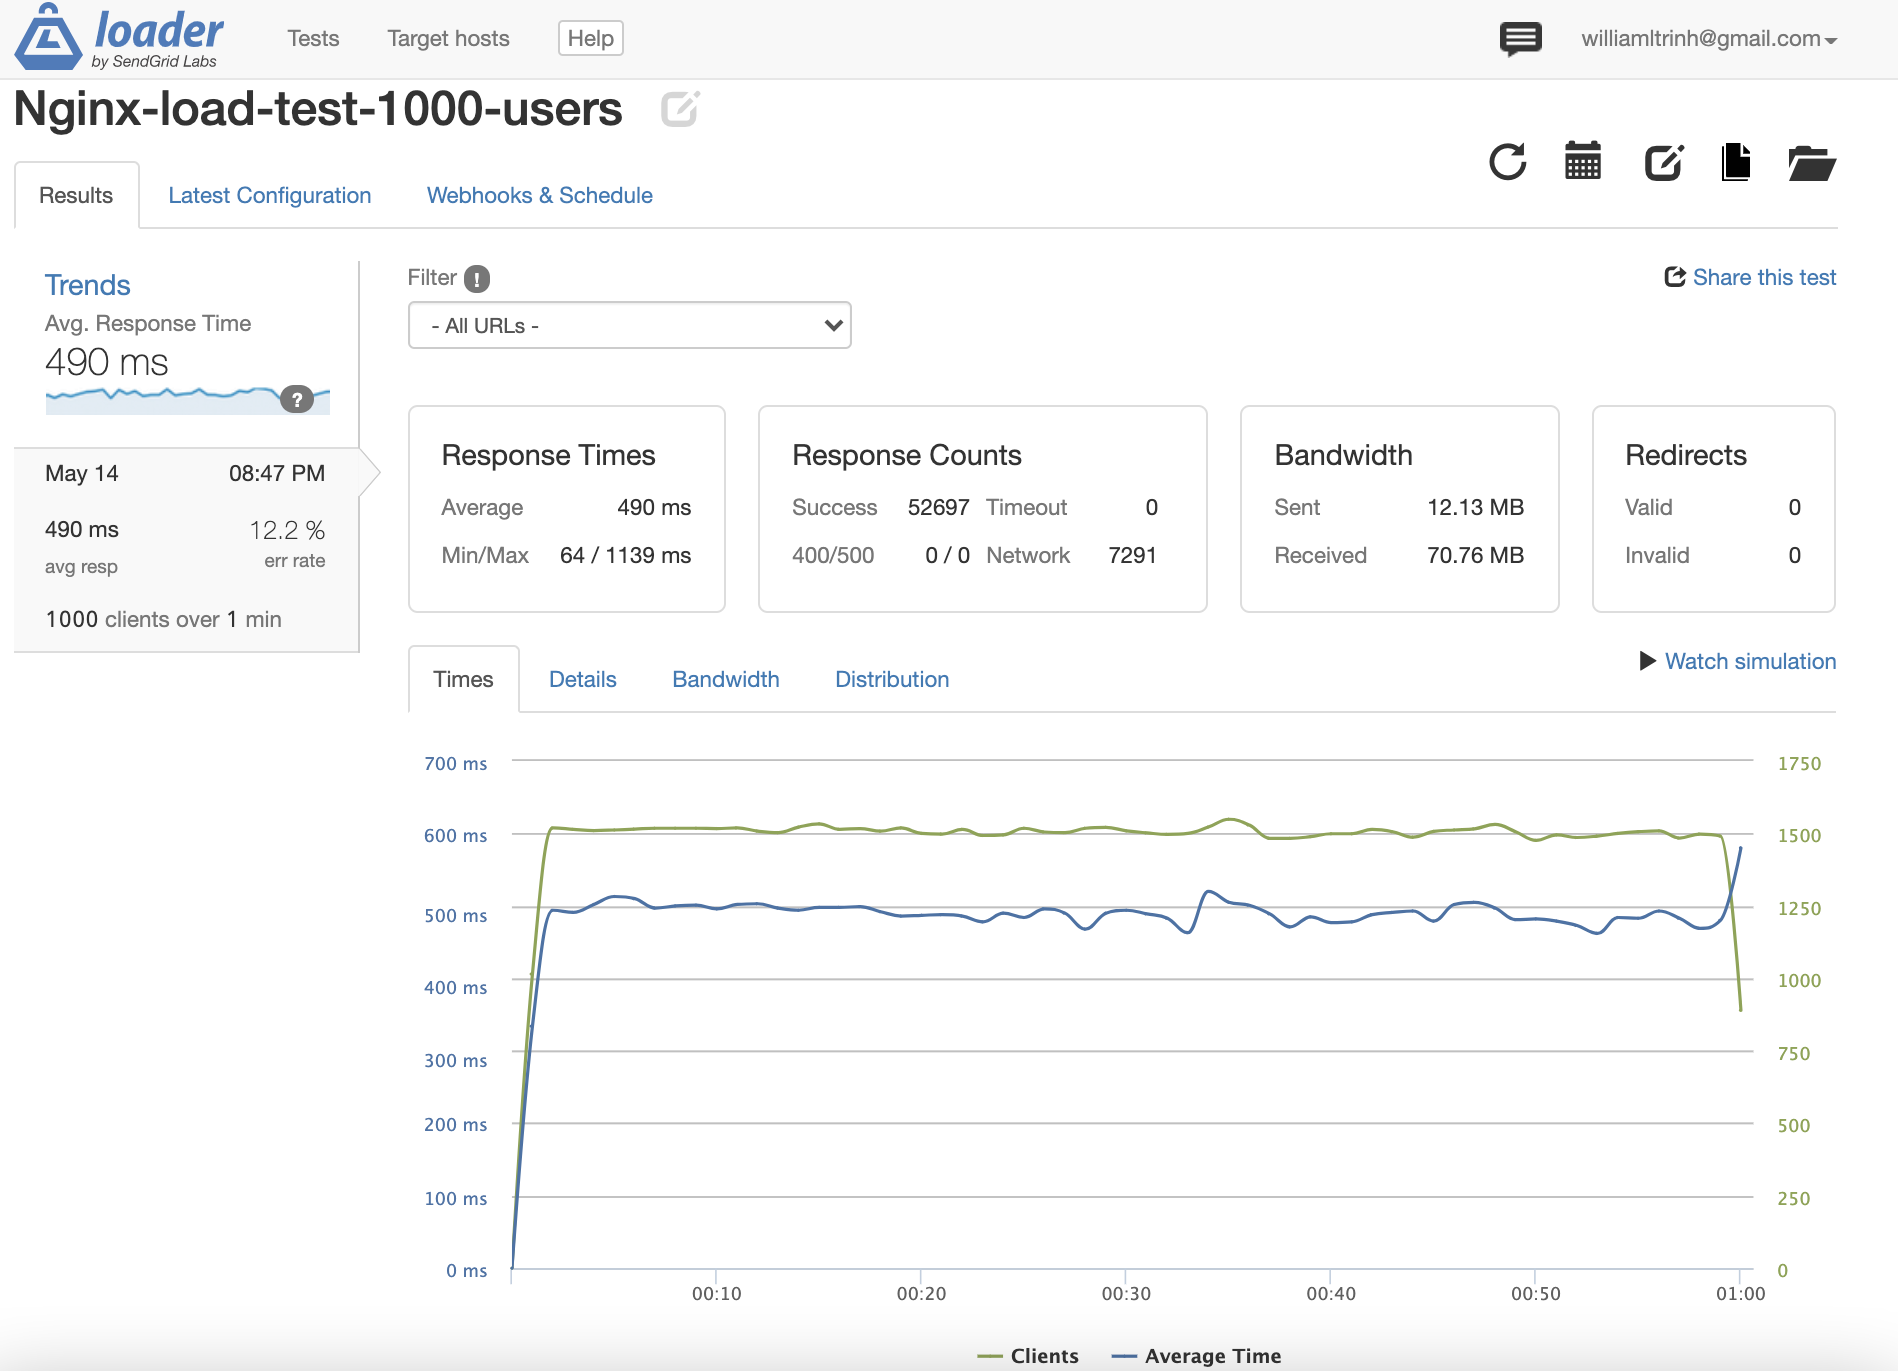 loader
by SendGrid Labs
Tests Target hosts Help
williamltrinh@gmail.com
Nginx-load-test-1000-users
Results Latest Configuration Webhooks & Schedule
Trends
Avg. Response Time
490 ms
?
May 14 08:47 PM
490 ms 12.2 %
avg resp err rate
1000 clients over 1 min
Filter !
Share this test
- All URLs -
Response Times
Average 490 ms
Min/Max 64 / 1139 ms
Response Counts
Success 52697 Timeout 0
400/500 0 / 0 Network 7291
Bandwidth
Sent 12.13 MB
Received 70.76 MB
Redirects
Valid 0
Invalid 0
Times Details Bandwidth Distribution
Watch simulation
700 ms 1750
600 ms 1500
500 ms 1250
400 ms 1000
300 ms 750
200 ms 500
100 ms 250
0 ms 0
00:10 00:20 00:30 00:40 00:50 01:00
Clients Average Time